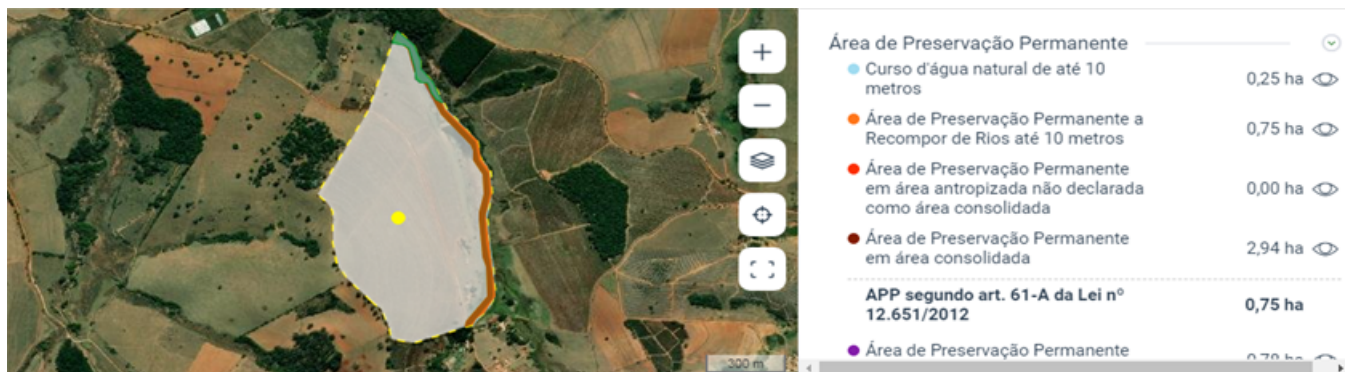 Área de Preservação Permanente
Curso d'água natural de até 10
metros
0,25 ha
Área de Preservação Permanente a
Recompor de Rios até 10 metros
0,75 ha
Área de Preservação Permanente
em área antropizada não declarada
como área consolidada
0,00 ha
Área de Preservação Permanente
em área consolidada
2,94 ha
APP segundo art. 61-A da Lei nº
12.651/2012
0,75 ha
Área de Preservação Permanente
300 m